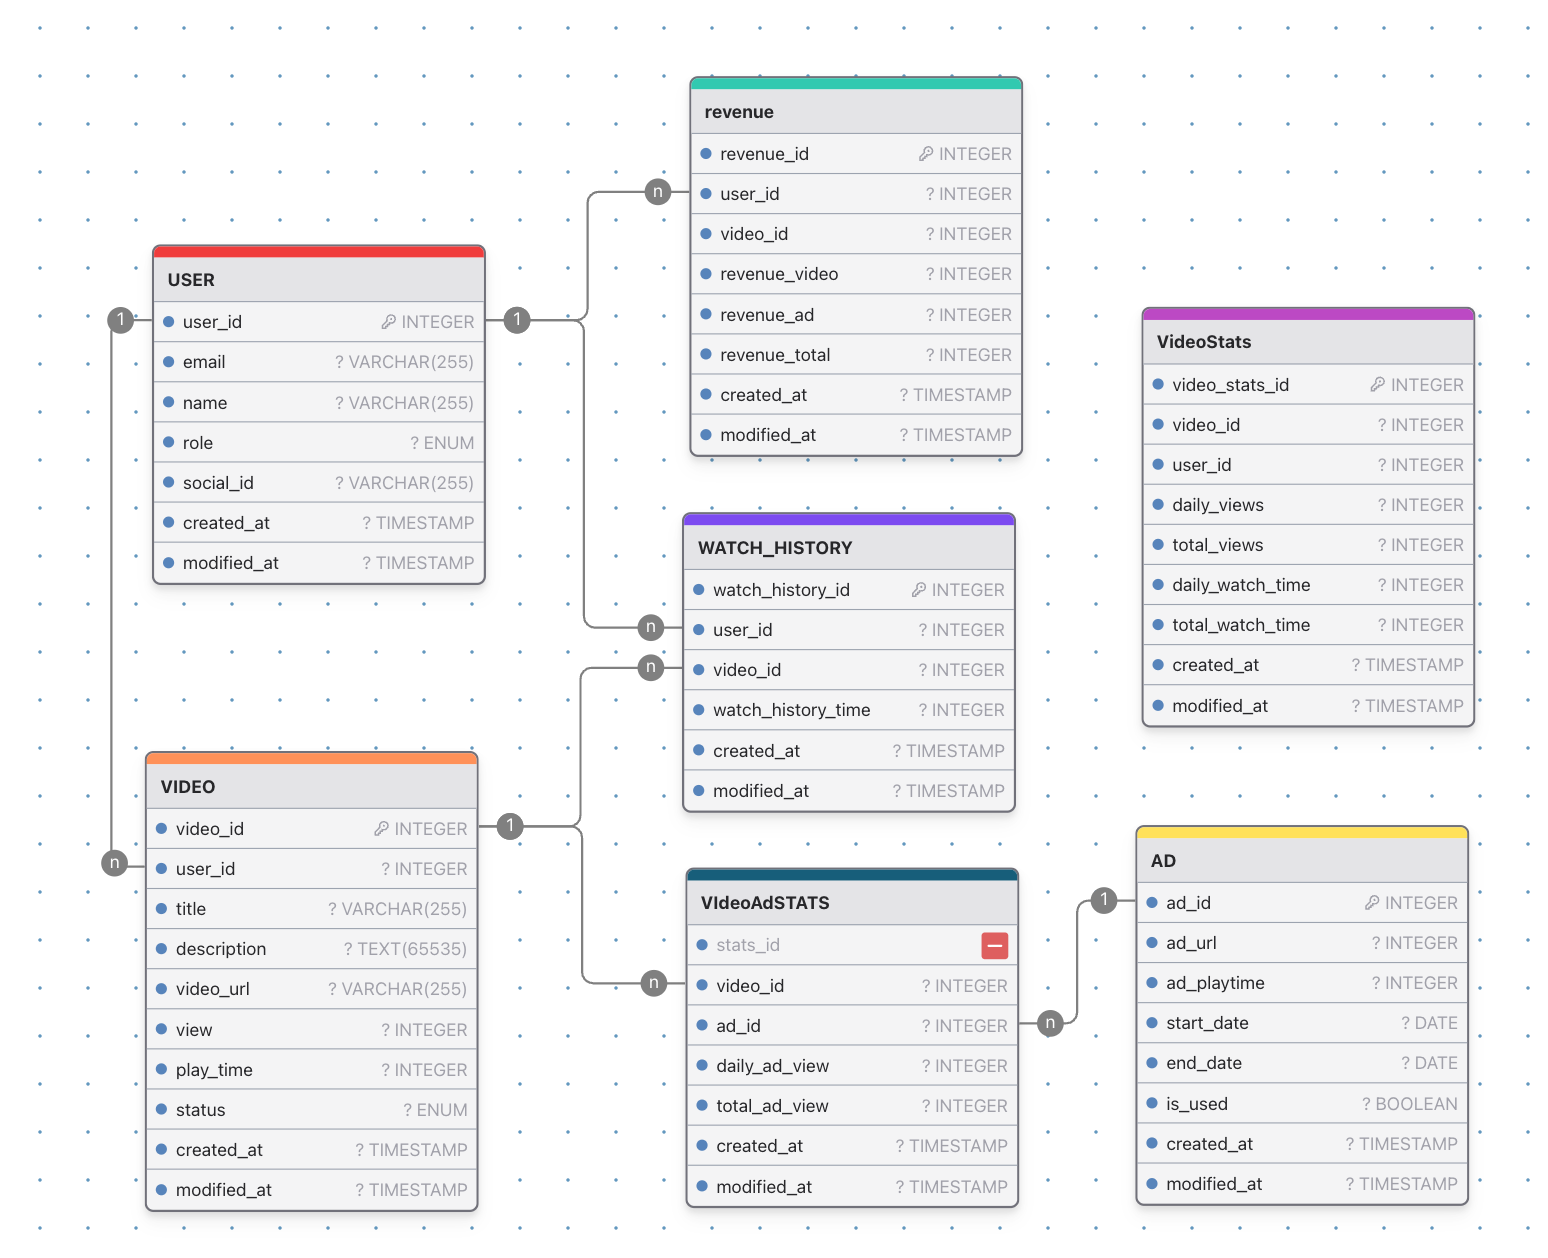 revenue
revenue_id INTEGER
user_id ? INTEGER
video_id ? INTEGER
revenue_video ? INTEGER
revenue_ad ? INTEGER
revenue_total ? INTEGER
created_at ? TIMESTAMP
modified_at ? TIMESTAMP
n
USER
user_id INTEGER
email ? VARCHAR(255)
name ? VARCHAR(255)
role ? ENUM
social_id ? VARCHAR(255)
created_at ? TIMESTAMP
modified_at ? TIMESTAMP
1
1
VideoStats
video_stats_id INTEGER
video_id ? INTEGER
user_id ? INTEGER
daily_views ? INTEGER
total_views ? INTEGER
daily_watch_time ? INTEGER
total_watch_time ? INTEGER
created_at ? TIMESTAMP
modified_at ? TIMESTAMP
WATCH_HISTORY
watch_history_id INTEGER
user_id ? INTEGER
video_id ? INTEGER
watch_history_time ? INTEGER
created_at ? TIMESTAMP
modified_at ? TIMESTAMP
n
n
VIDEO
video_id INTEGER
user_id ? INTEGER
title ? VARCHAR(255)
description ? TEXT(65535)
video_url ? VARCHAR(255)
view ? INTEGER
play_time ? INTEGER
status ? ENUM
created_at ? TIMESTAMP
modified_at ? TIMESTAMP
1
n
VIdeoAdSTATS
stats_id
video_id ? INTEGER
ad_id ? INTEGER
daily_ad_view ? INTEGER
total_ad_view ? INTEGER
created_at ? TIMESTAMP
modified_at ? TIMESTAMP
n
n
AD
ad_id INTEGER
ad_url ? INTEGER
ad_playtime ? INTEGER
start_date ? DATE
end_date ? DATE
is_used ? BOOLEAN
created_at ? TIMESTAMP
modified_at ? TIMESTAMP
1